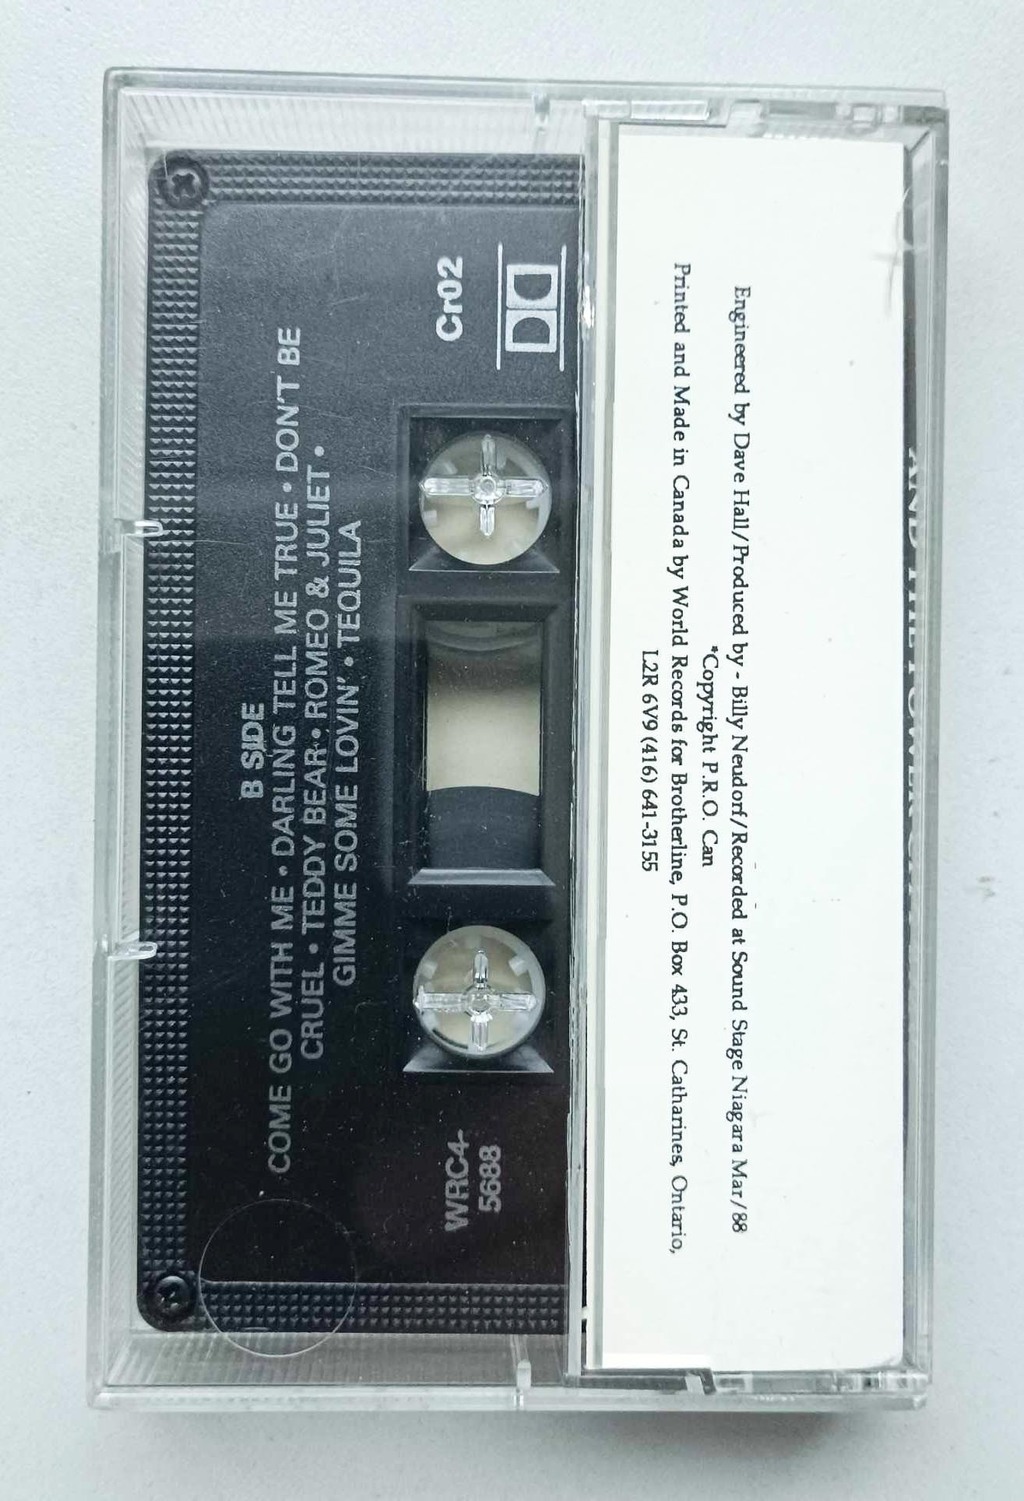 Engineered by Dave Hall/Produced by - Billy Neudorf/Recorded at Sound Stage Niagara Mar/88
*Copyright P.R.O. Can
Printed and Made in Canada by World Records for Brotherline, P.O. Box 433, St. Catharines, Ontario,
L2R 6V9 (416) 641-3155
Cr02
WRC4-
5688
B SIDE
COME GO WITH ME • DARLING TELL ME TRUE • DON'T BE
CRUEL • TEDDY BEAR • ROMEO & JULIET •
GIMME SOME LOVIN' • TEQUILA